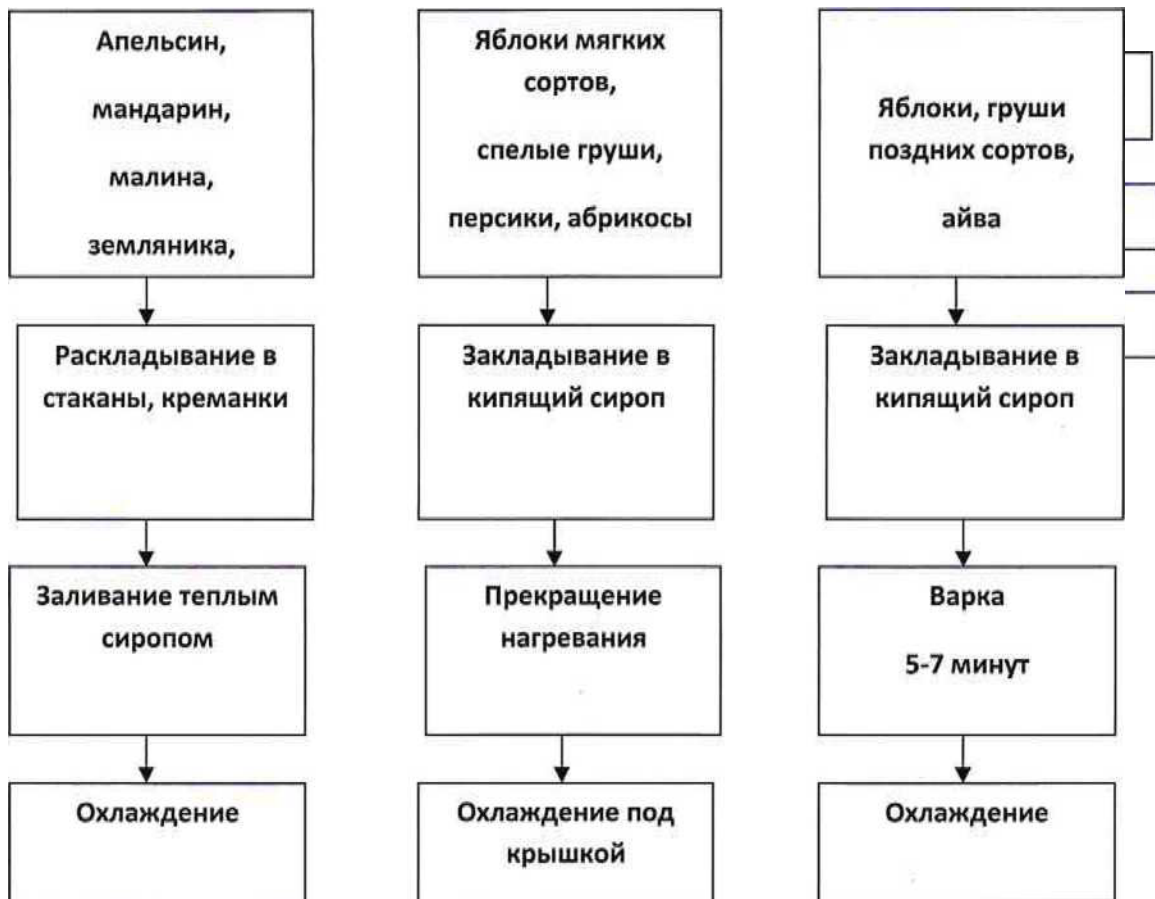 Апельсин,
мандарин,
малина,
земляника,
Яблоки мягких
сортов,
спелые груши,
персики, абрикосы
Яблоки, груши
поздних сортов,
айва
Раскладывание в
стаканы, креманки
Закладывание в
кипящий сироп
Закладывание в
кипящий сироп
Заливание теплым
сиропом
Прекращение
нагревания
Варка
5-7 минут
Охлаждение
Охлаждение под
крышкой
Охлаждение